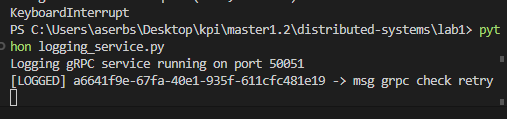 KeyboardInterrupt
PS C:\Users\aserbs\Desktop\kpi\master1.2\distributed-systems\lab1> pyt
hon logging_service.py
Logging gRPC service running on port 50051
[LOGGED] a6641f9e-67fa-40e1-935f-611cfc481e19 -> msg grpc check retry